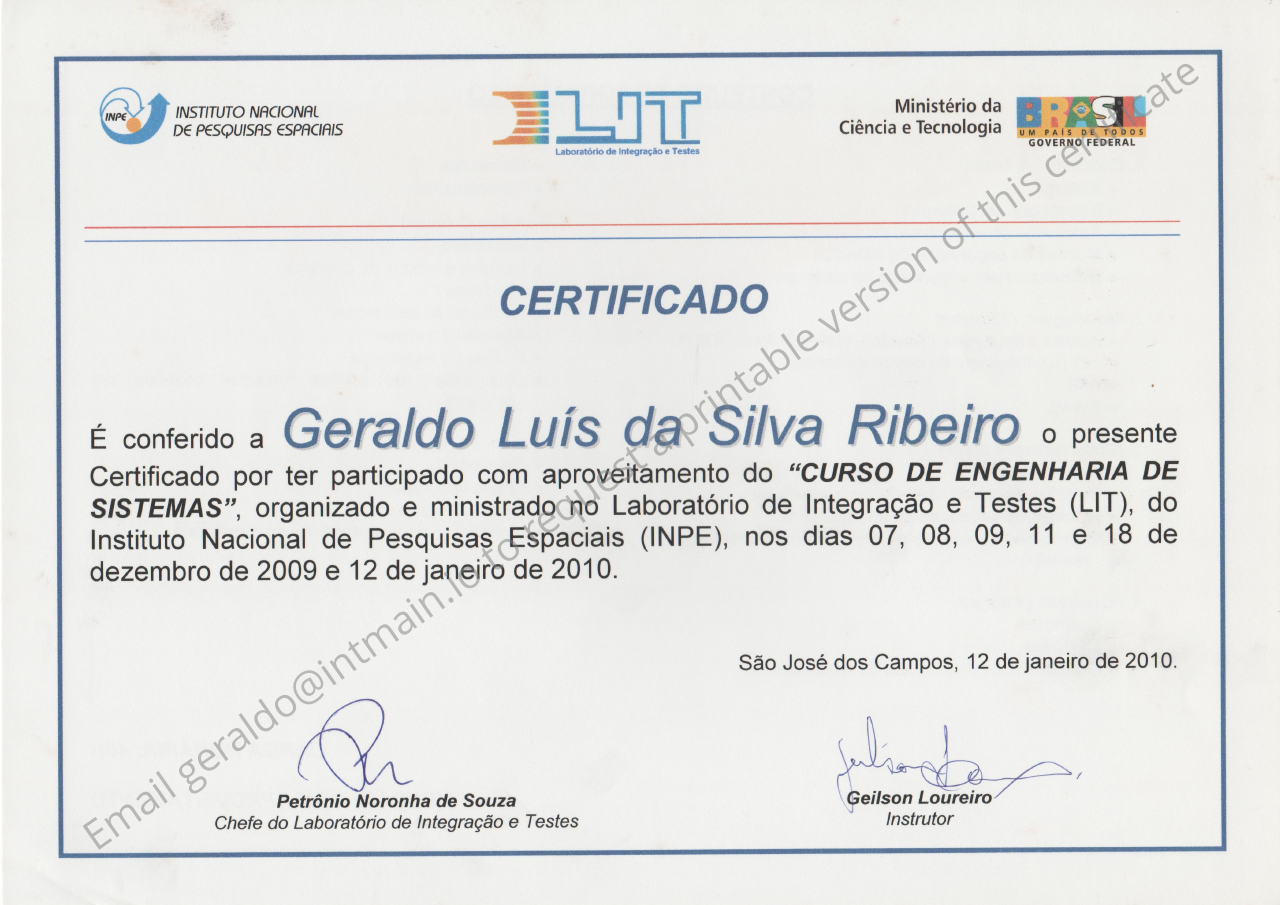 INPE
INSTITUTO NACIONAL
DE PESQUISAS ESPACIAIS
LIT
Laboratório de Integração e Testes
Ministério da
Ciência e Tecnologia
BRASIL
UM PAÍS DE TODOS
GOVERNO FEDERAL
CERTIFICADO
É conferido a Geraldo Luís da Silva Ribeiro o presente
Certificado por ter participado com aproveitamento do “CURSO DE ENGENHARIA DE
SISTEMAS”, organizado e ministrado no Laboratório de Integração e Testes (LIT), do
Instituto Nacional de Pesquisas Espaciais (INPE), nos dias 07, 08, 09, 11 e 18 de
dezembro de 2009 e 12 de janeiro de 2010.
São José dos Campos, 12 de janeiro de 2010.
Petrônio Noronha de Souza
Chefe do Laboratório de Integração e Testes
Geilson Loureiro
Instrutor
Email geraldo@intmain.io to request a printable version of this certificate